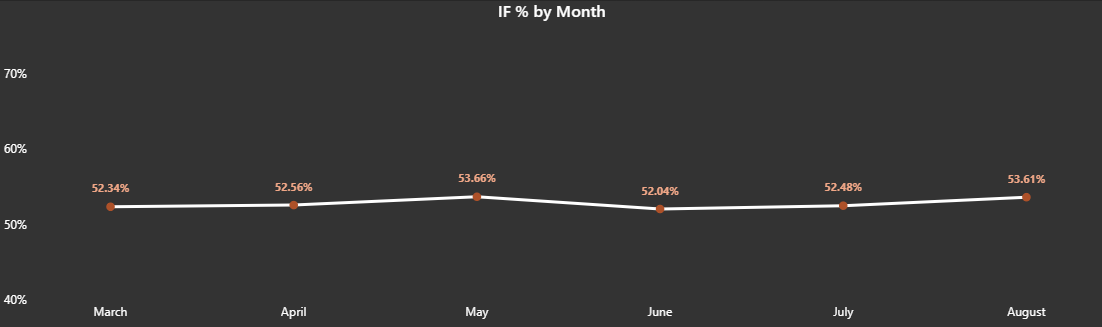 IF % by Month
70%
60%
50%
40%
52.34%
52.56%
53.66%
52.04%
52.48%
53.61%
March
April
May
June
July
August